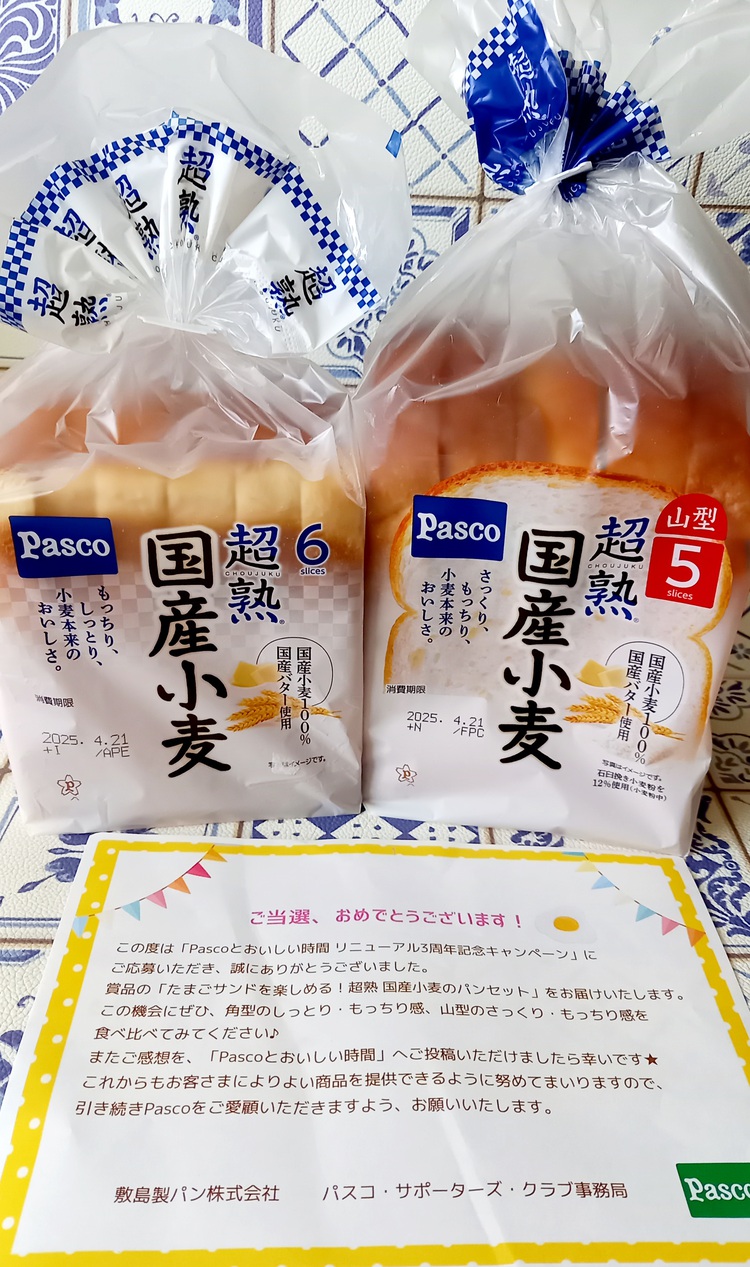 超熟
超熟
超熟
超熟
超熟
超熟
Pasco
超熟
CHOUJUKU
国産小麦
6
slices
もっちり、
しっとり、
小麦本来の
おいしさ。
国産小麦100%
国産バター使用
消費期限
2025. 4.21
+I /APE
Pasco
超熟
CHOUJUKU
国産小麦
山型
5
slices
さっくり、
もっちり、
小麦本来の
おいしさ。
国産小麦100%
国産バター使用
消費期限
2025. 4.21
+N /FPC
写真はイメージです。
石臼挽き小麦粉を
12%使用(小麦粉中)
ご当選、おめでとうございます!
この度は「Pascoとおいしい時間 リニューアル3周年記念キャンペーン」に
ご応募いただき、誠にありがとうございました。
賞品の「たまごサンドを楽しめる!超熟 国産小麦のパンセット」をお届けいたします。
この機会にぜひ、角型のしっとり・もっちり感、山型のさっくり・もっちり感を
食べ比べてみてください♪
またご感想を、「Pascoとおいしい時間」へご投稿いただけましたら幸いです★
これからもお客さまによりよい商品を提供できるように努めてまいりますので、
引き続きPascoをご愛顧いただきますよう、お願いいたします。
敷島製パン株式会社 パスコ・サポーターズ・クラブ事務局
Pasco